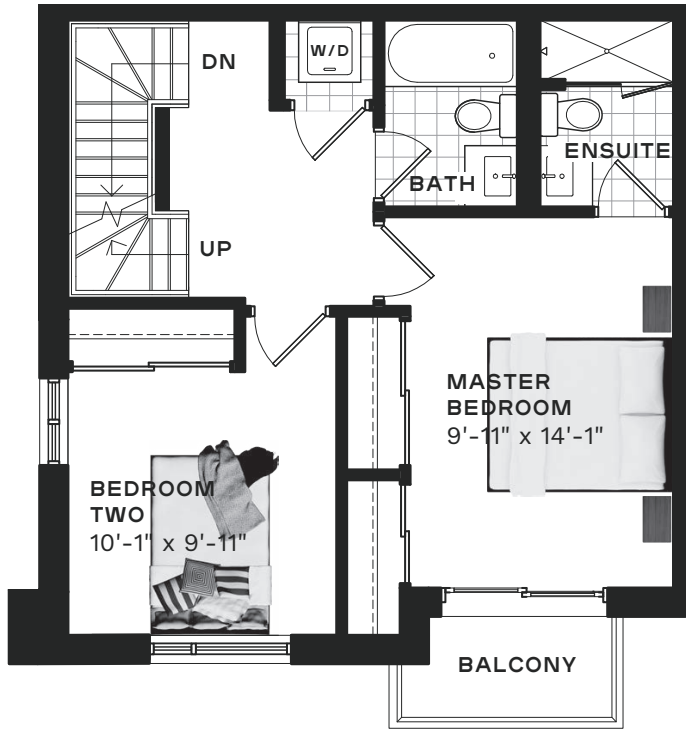 W/D
DN
ENSUITE
BATH
UP
MASTER
BEDROOM
9'-11" x 14'-1"
BEDROOM
TWO
10'-1" x 9'-11"
BALCONY